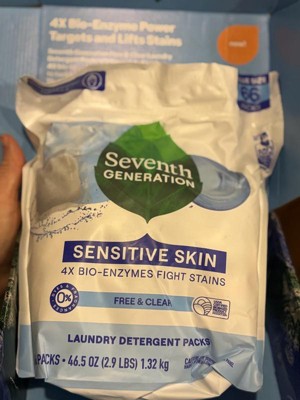 4X Bio-Enzyme Power
Targets and Lifts Stains
66
Seventh
GENERATION
SENSITIVE SKIN
4X BIO-ENZYMES FIGHT STAINS
0%
FREE & CLEAR
LAUNDRY DETERGENT PACKS
PACKS • 46.5 OZ (2.9 LBS) 1.32 kg